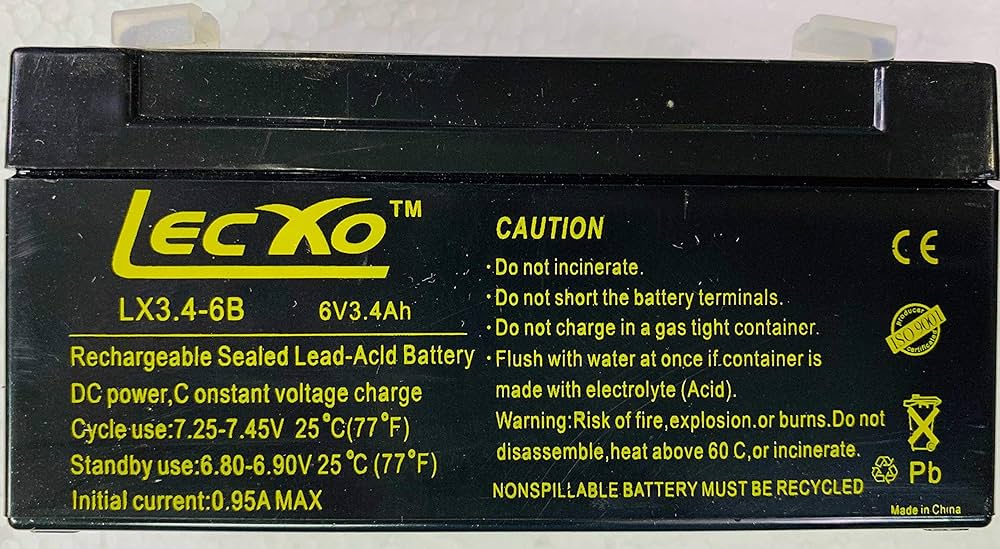 LECXO™
LX3.4-6B 6V3.4Ah
Rechargeable Sealed Lead-Acld Battery
DC power,C onstant voltage charge
Cycle use:7.25-7.45V 25°C(77°F)
Standby use:6.80-6.90V 25 °C (77°F)
Initial current:0.95A MAX
CAUTION
·Do not incinerate.
·Do not short the battery terminals.
·Do not charge in a gas tight container.
·Flush with water at once if.container is
made with electrolyte (Acid).
Warning:Risk of fire,explosion.or burns.Do not
disassemble,heat above 60 C,or incinerate.
NONSPILLABLE BATTERY MUST BE RECYCLED
CE
producer
ISO-9001
certificated
Pb
Made in China